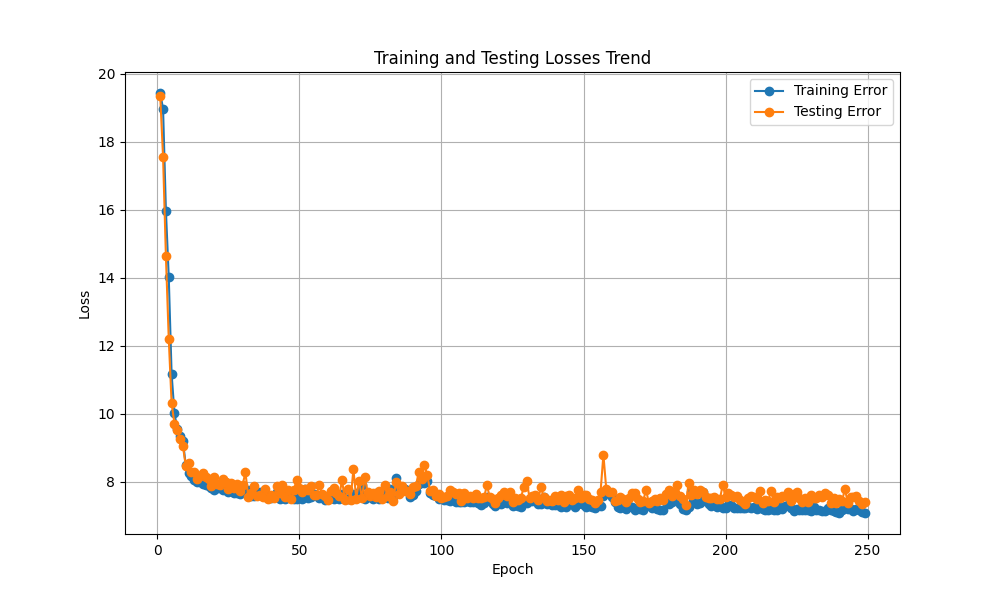 Training and Testing Losses Trend
20
18
16
14
12
10
8
Loss
Training Error
Testing Error
0
50
100
150
200
250
Epoch